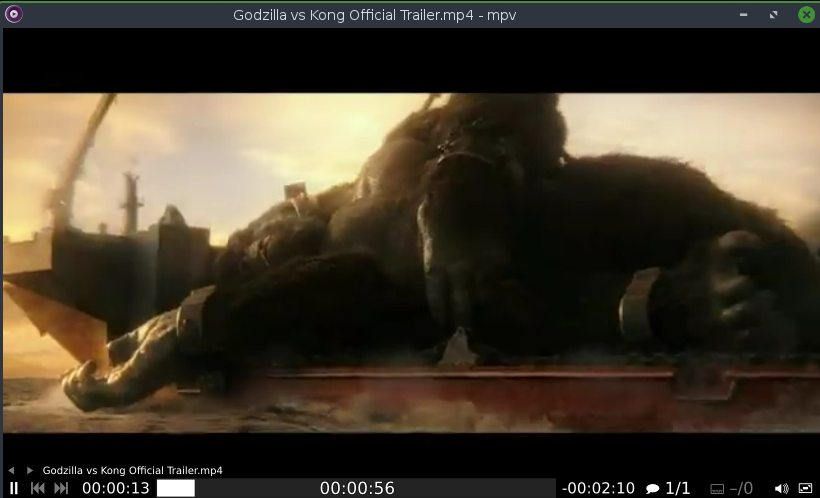 Godzilla vs Kong Official Trailer.mp4 - mpv
Godzilla vs Kong Official Trailer.mp4
00:00:13 00:00:56 -00:02:10 1/1 –/0